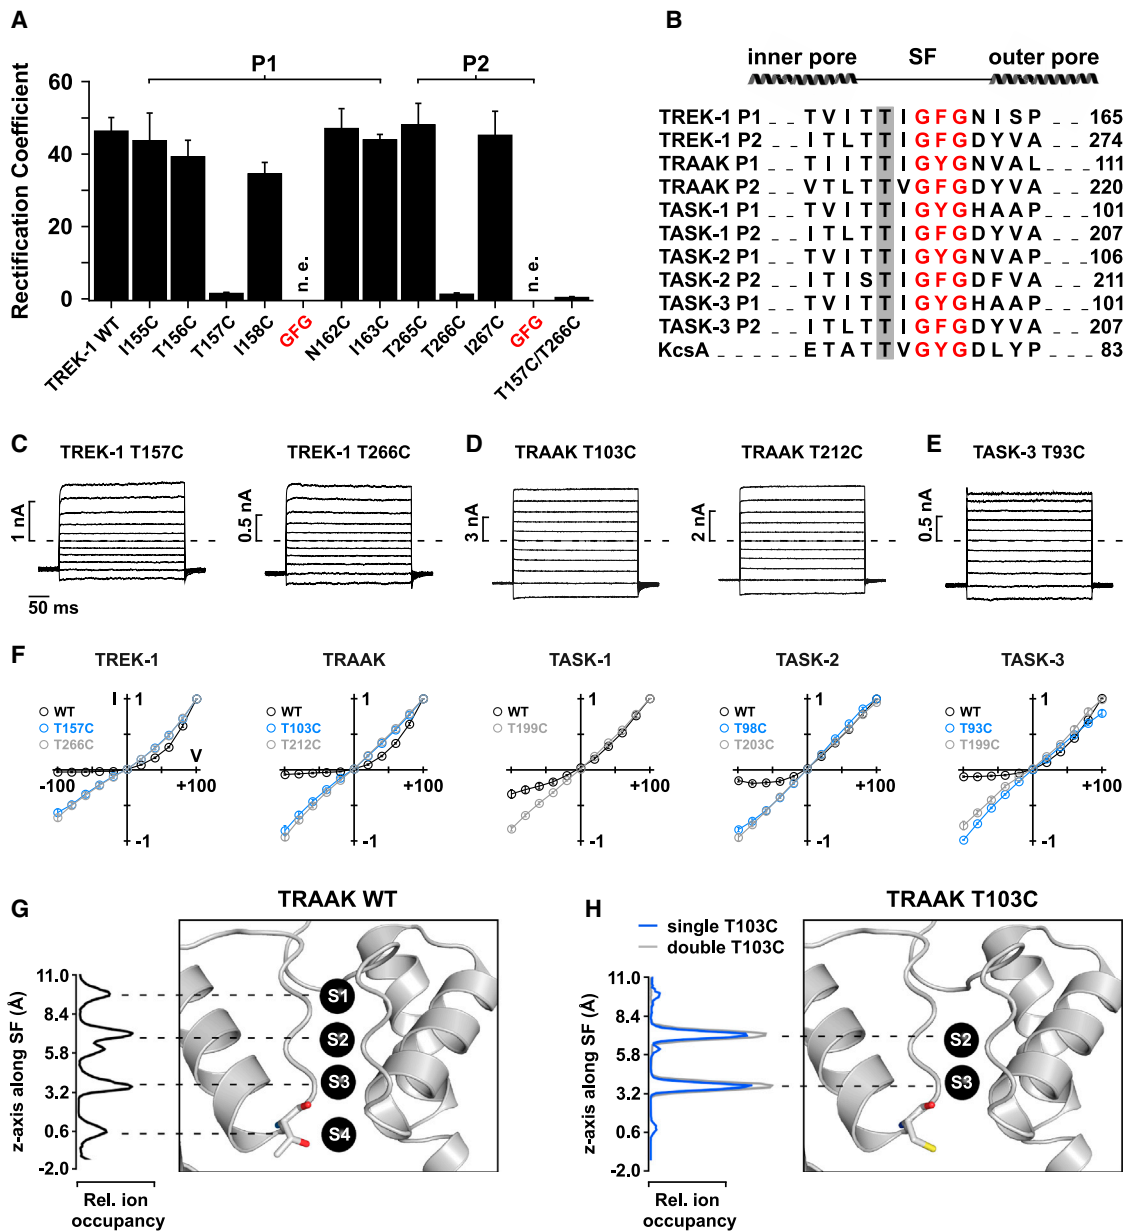 A
P1
P2
Rectification Coefficient
60
40
20
0
n. e.
n. e.
TREK-1 WT
I155C
T156C
T157C
I158C
GFG
N162C
I163C
T265C
T266C
I267C
GFG
T157C/T266C
B
inner pore SF outer pore
TREK-1 P1 _ _ T V I T T I G F G N I S P _ _ _ 165
TREK-1 P2 _ _ I T L T T I G F G D Y V A _ _ _ 274
TRAAK P1 _ _ T I I T T I G Y G N V A L _ _ _ 111
TRAAK P2 _ _ V T L T T V G F G D Y V A _ _ _ 220
TASK-1 P1 _ _ T V I T T I G Y G H A A P _ _ _ 101
TASK-1 P2 _ _ I T L T T I G F G D Y V A _ _ _ 207
TASK-2 P1 _ _ T V I T T I G Y G N V A P _ _ _ 106
TASK-2 P2 _ _ I T I S T I G F G D F V A _ _ _ 211
TASK-3 P1 _ _ T V I T T I G Y G H A A P _ _ _ 101
TASK-3 P2 _ _ I T L T T I G F G D Y V A _ _ _ 207
KcsA _ _ _ _ _ E T A T T V G Y G D L Y P _ _ _ 83
C
TREK-1 T157C
1 nA
50 ms
TREK-1 T266C
0.5 nA
D
TRAAK T103C
3 nA
TRAAK T212C
2 nA
E
TASK-3 T93C
0.5 nA
F
TREK-1
WT
T157C
T266C
I
1
V
-100
+100
-1
TRAAK
WT
T103C
T212C
1
+100
-1
TASK-1
WT
T199C
1
+100
-1
TASK-2
WT
T98C
T203C
1
+100
-1
TASK-3
WT
T93C
T199C
1
+100
-1
G
TRAAK WT
z-axis along SF (Å)
11.0
8.4
5.8
3.2
0.6
-2.0
S1
S2
S3
S4
Rel. ion
occupancy
H
TRAAK T103C
single T103C
double T103C
z-axis along SF (Å)
11.0
8.4
5.8
3.2
0.6
-2.0
S2
S3
Rel. ion
occupancy